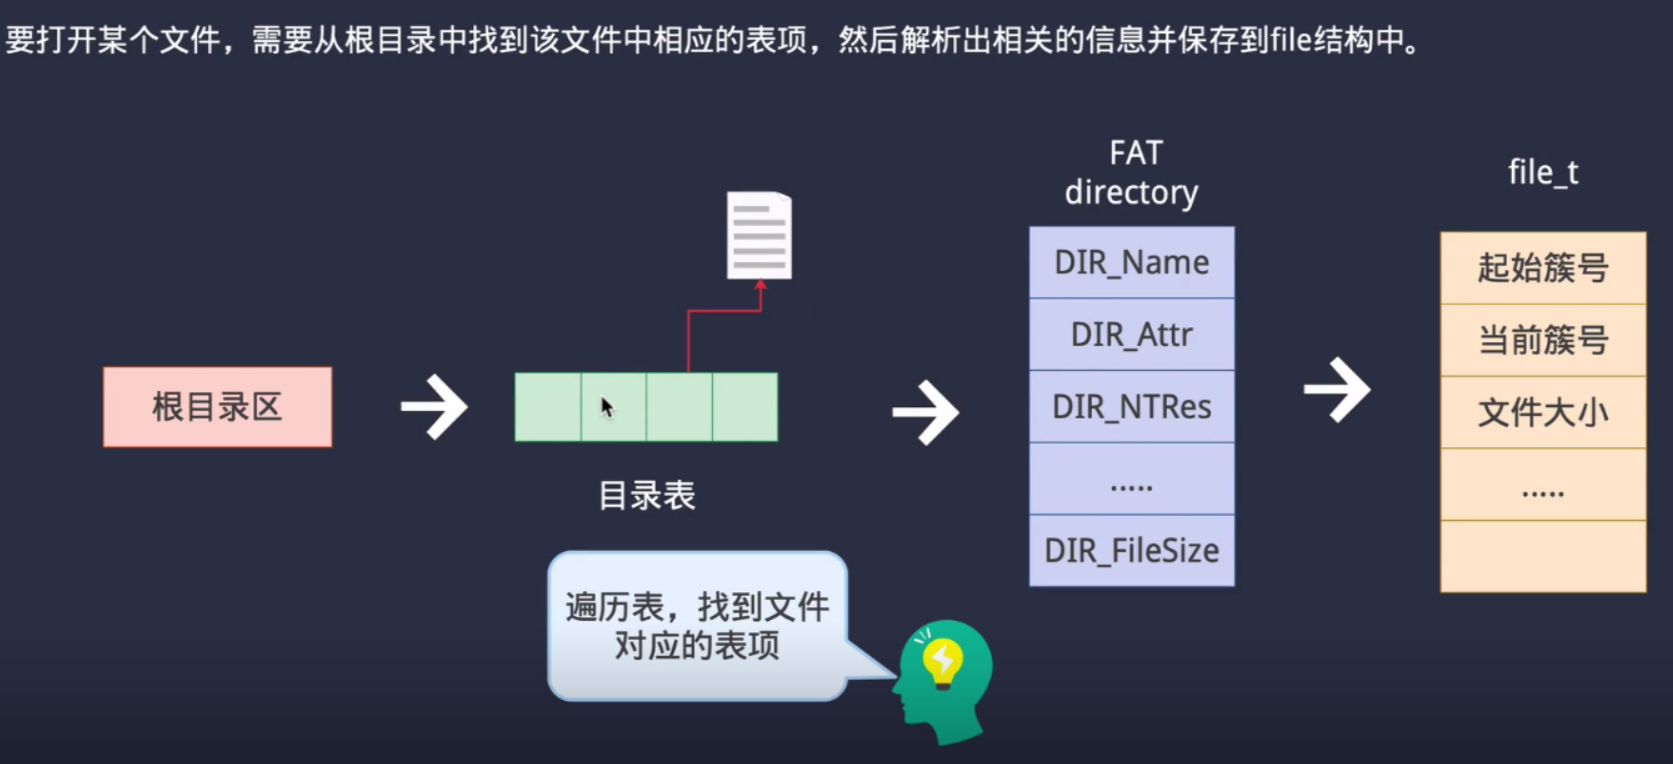 要打开某个文件，需要从根目录中找到该文件中相应的表项，然后解析出相关的信息并保存到file结构中。
根目录区
目录表
遍历表，找到文件
对应的表项
FAT
directory
DIR_Name
DIR_Attr
DIR_NTRes
.....
DIR_FileSize
file_t
起始簇号
当前簇号
文件大小
.....